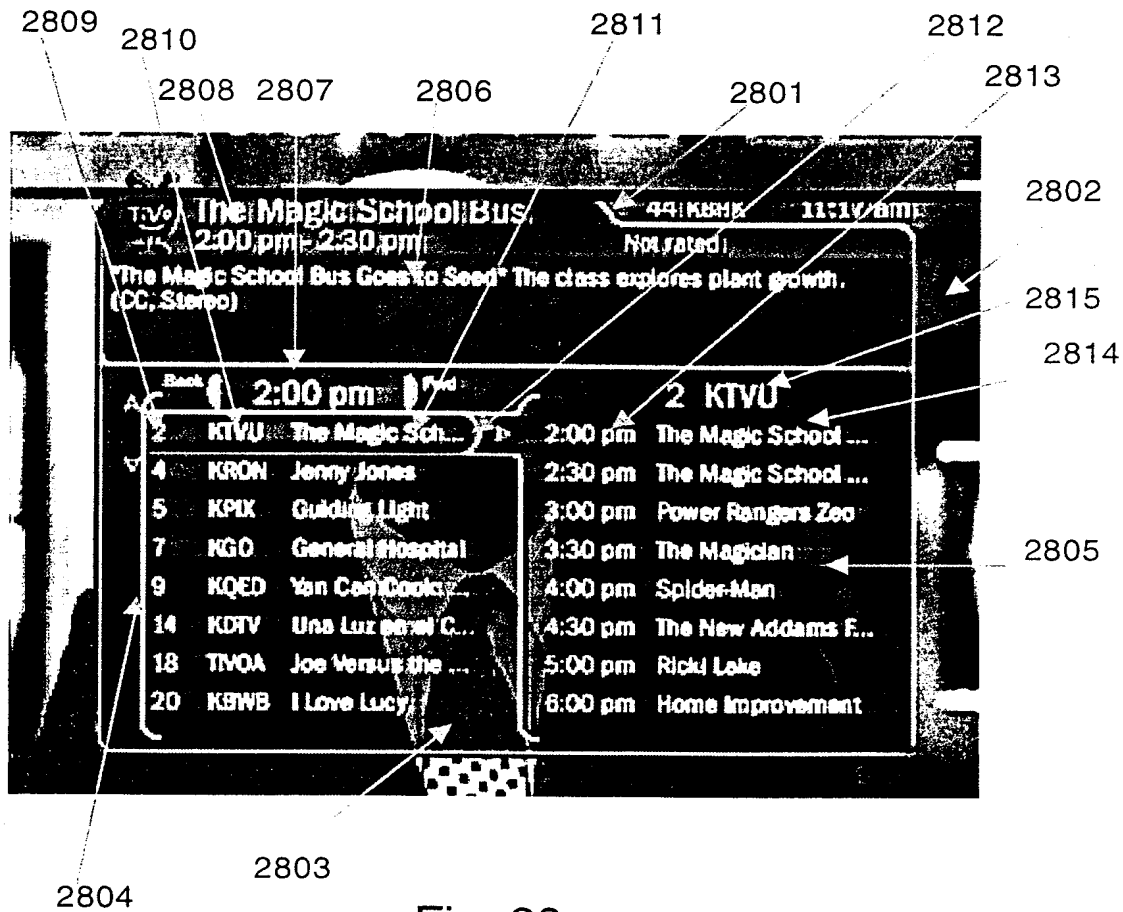 2809 2810 2811 2812
2808 2807 2806 2801 2813
2802
TiVo The Magic School Bus 44 KBHK 11:17 am
2:00 pm - 2:30 pm Not rated
"The Magic School Bus Goes to Seed" The class explores plant growth.
(CC, Stereo)
2815
2814
Back 2:00 pm Fwd 2 KTVU
2 KTVU The Magic Sch... 2:00 pm The Magic School ...
4 KRON Jenny Jones 2:30 pm The Magic School ...
5 KPIX Guiding Light 3:00 pm Power Rangers Zeo
7 KGO General Hospital 3:30 pm The Magician
2805
9 KQED Yan Can Cook: ... 4:00 pm Spider-Man
14 KDTV Una Luz en el C... 4:30 pm The New Addams F...
18 TIVOA Joe Versus the ... 5:00 pm Ricki Lake
20 KBWB I Love Lucy 6:00 pm Home Improvement
2803
2804